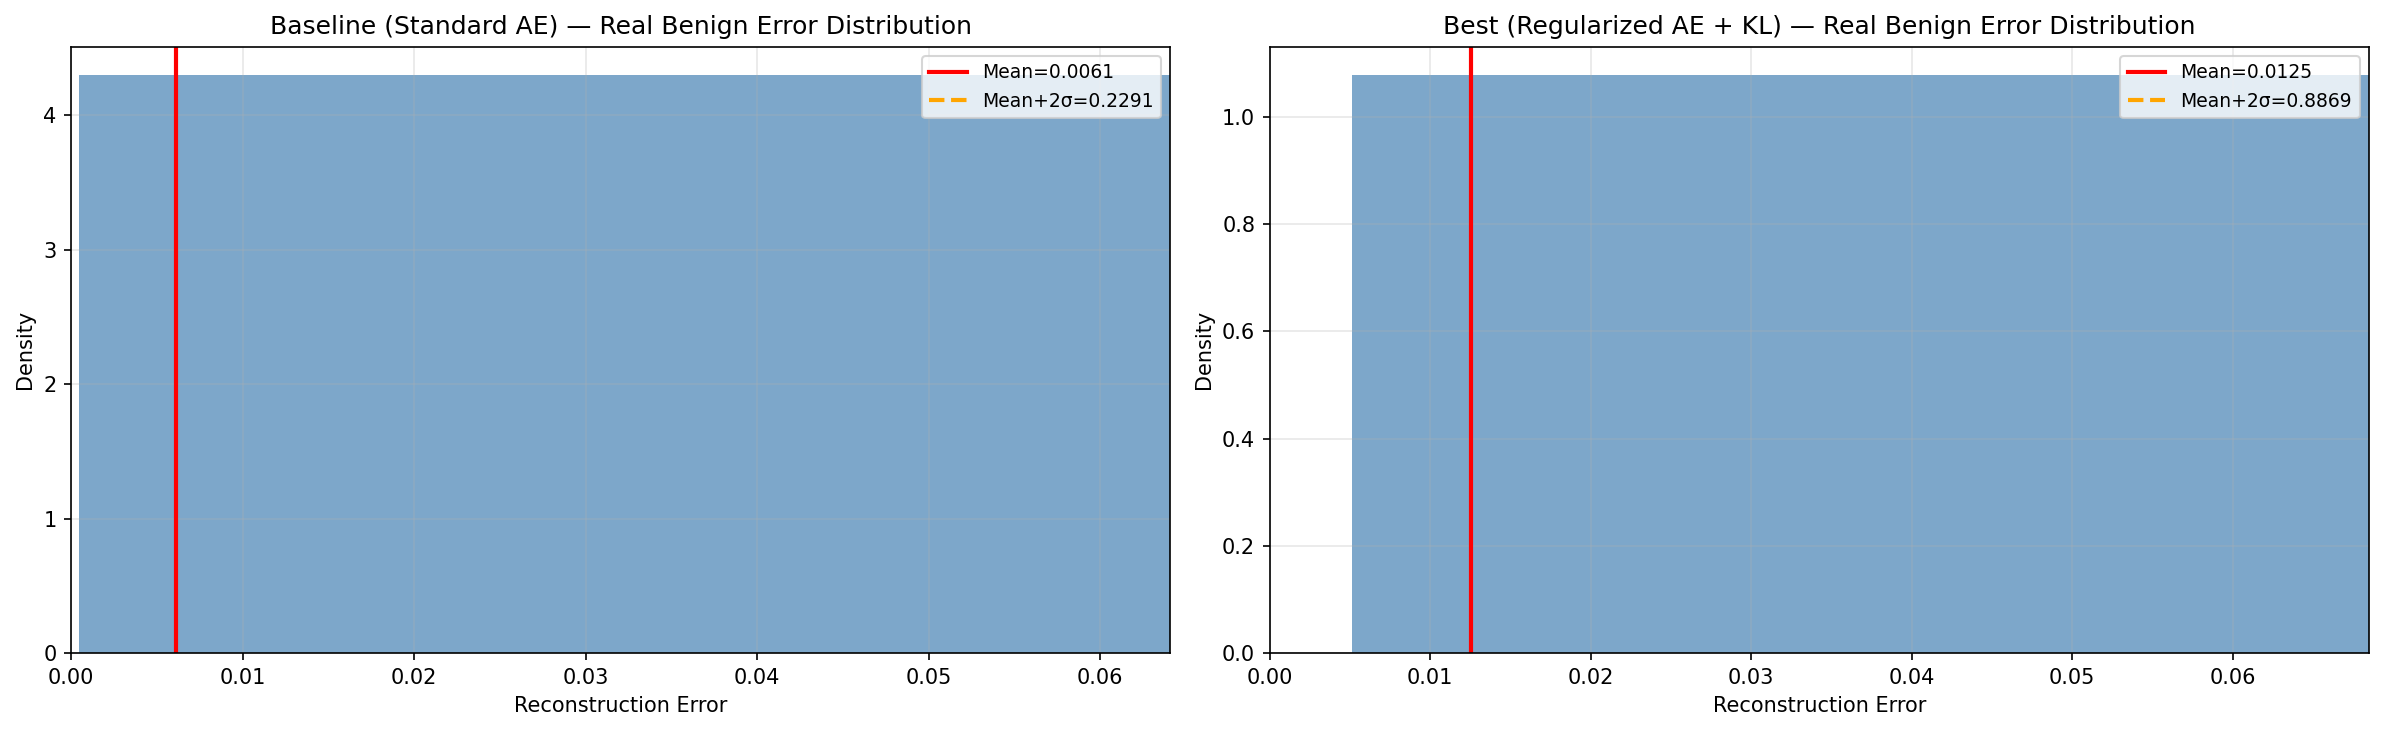 Baseline (Standard AE) — Real Benign Error Distribution
Mean=0.0061
Mean+2σ=0.2291
Density
4
3
2
1
0
0.00 0.01 0.02 0.03 0.04 0.05 0.06
Reconstruction Error
Best (Regularized AE + KL) — Real Benign Error Distribution
Mean=0.0125
Mean+2σ=0.8869
Density
1.0
0.8
0.6
0.4
0.2
0.0
0.00 0.01 0.02 0.03 0.04 0.05 0.06
Reconstruction Error